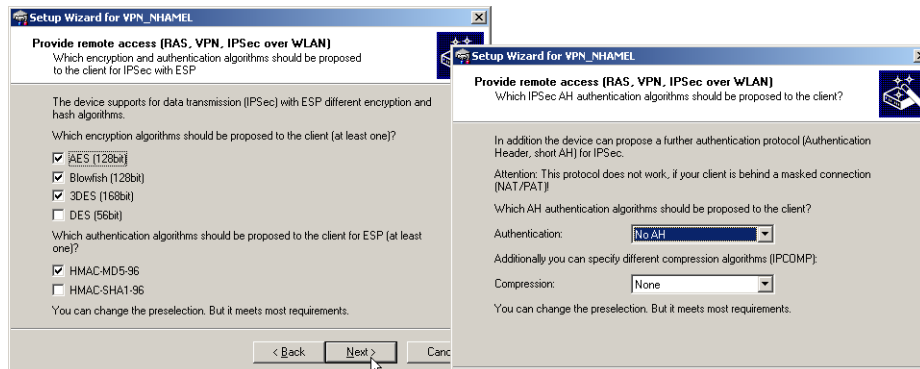 Setup Wizard for VPN_NHAMEL
Provide remote access (RAS, VPN, IPSec over WLAN)
Which encryption and authentication algorithms should be proposed
to the client for IPSec with ESP
The device supports for data transmission (IPSec) with ESP different encryption and
hash algorithms.
Which encryption algorithms should be proposed to the client (at least one)?
AES (128bit)
Blowfish (128bit)
3DES (168bit)
DES (56bit)
Which authentication algorithms should be proposed to the client for ESP (at least
one)?
HMAC-MD5-96
HMAC-SHA1-96
You can change the preselection. But it meets most requirements.
< Back
Next >
Canc
Setup Wizard for VPN_NHAMEL
Provide remote access (RAS, VPN, IPSec over WLAN)
Which IPSec AH authentication algorithms should be proposed to the client?
In addition the device can propose a further authentication protocol (Authentication
Header, short AH) for IPSec.
Attention: This protocol does not work, if your client is behind a masked connection
(NAT/PAT)!
Which AH authentication algorithms should be proposed to the client?
Authentication: No AH
Additionally you can specify different compression algorithms (IPCOMP):
Compression: None
You can change the preselection. But it meets most requirements.